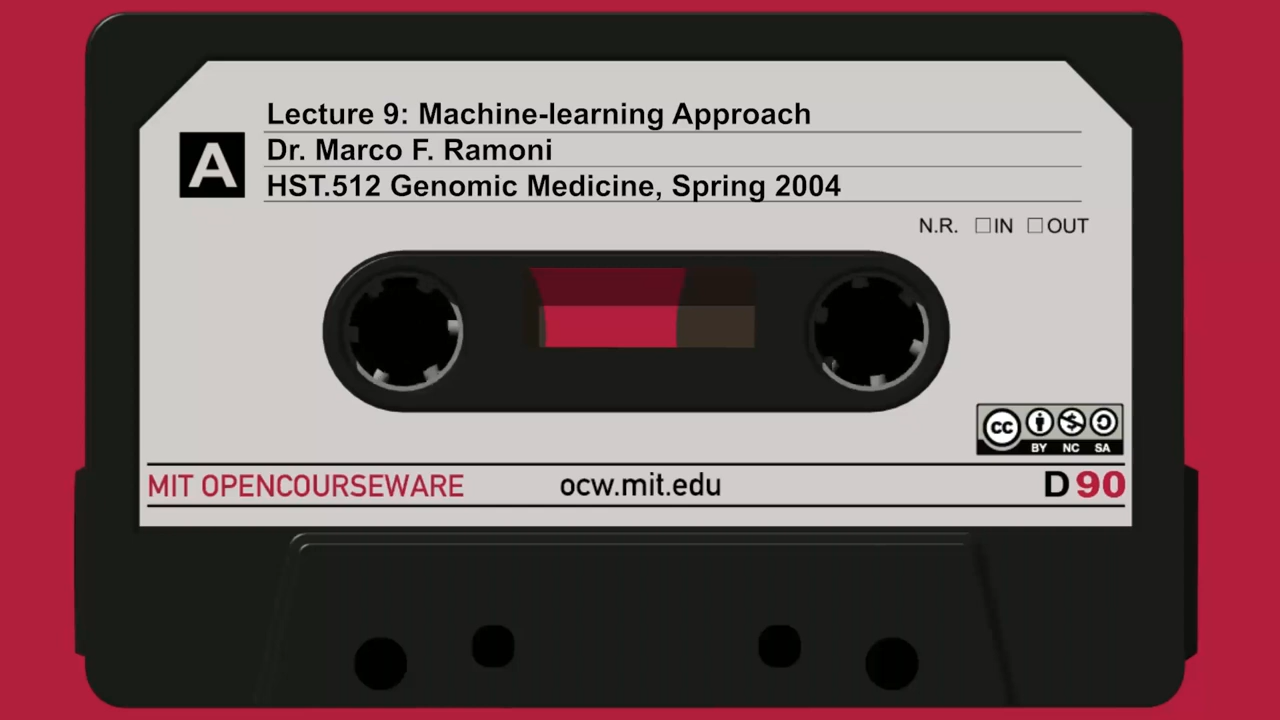 Lecture 9: Machine-learning Approach
A
Dr. Marco F. Ramoni
HST.512 Genomic Medicine, Spring 2004
N.R. □IN □OUT
cc
BY NC SA
MIT OPENCOURSEWARE
ocw.mit.edu
D 90